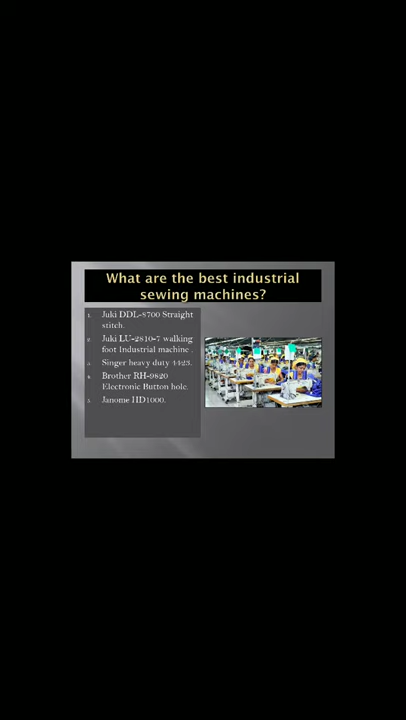 What are the best industrial
sewing machines?
1. Juki DDL-8700 Straight
stitch.
2. Juki LU-2810-7 walking
foot Industrial machine .
3. Singer heavy duty 4423.
4. Brother RH-9820
Electronic Button hole.
5. Janome HD1000.